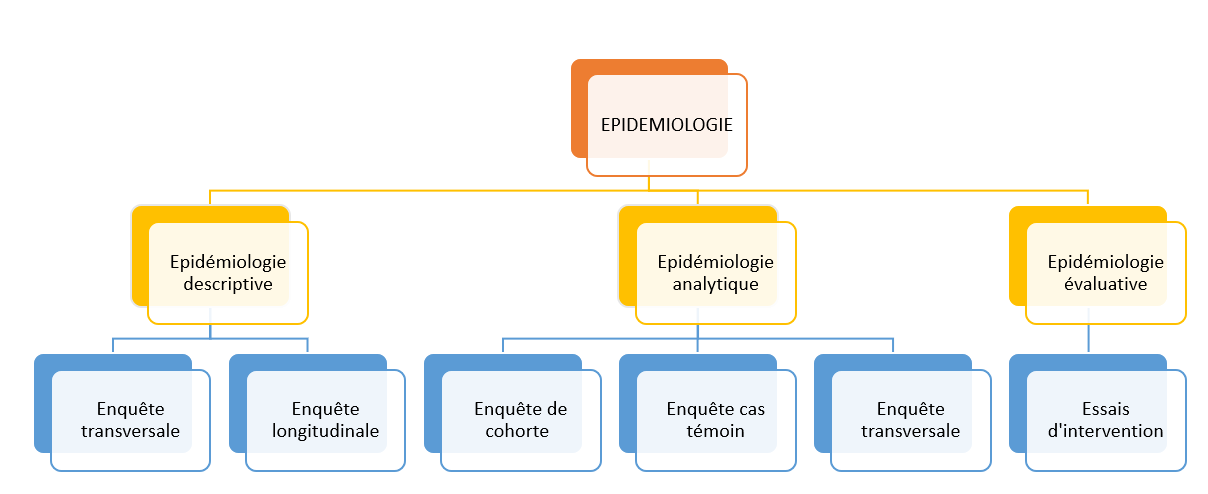 EPIDEMIOLOGIE
Epidémiologie
descriptive
Epidémiologie
analytique
Epidémiologie
évaluative
Enquête
transversale
Enquête
longitudinale
Enquête de
cohorte
Enquête cas
témoin
Enquête
transversale
Essais
d'intervention